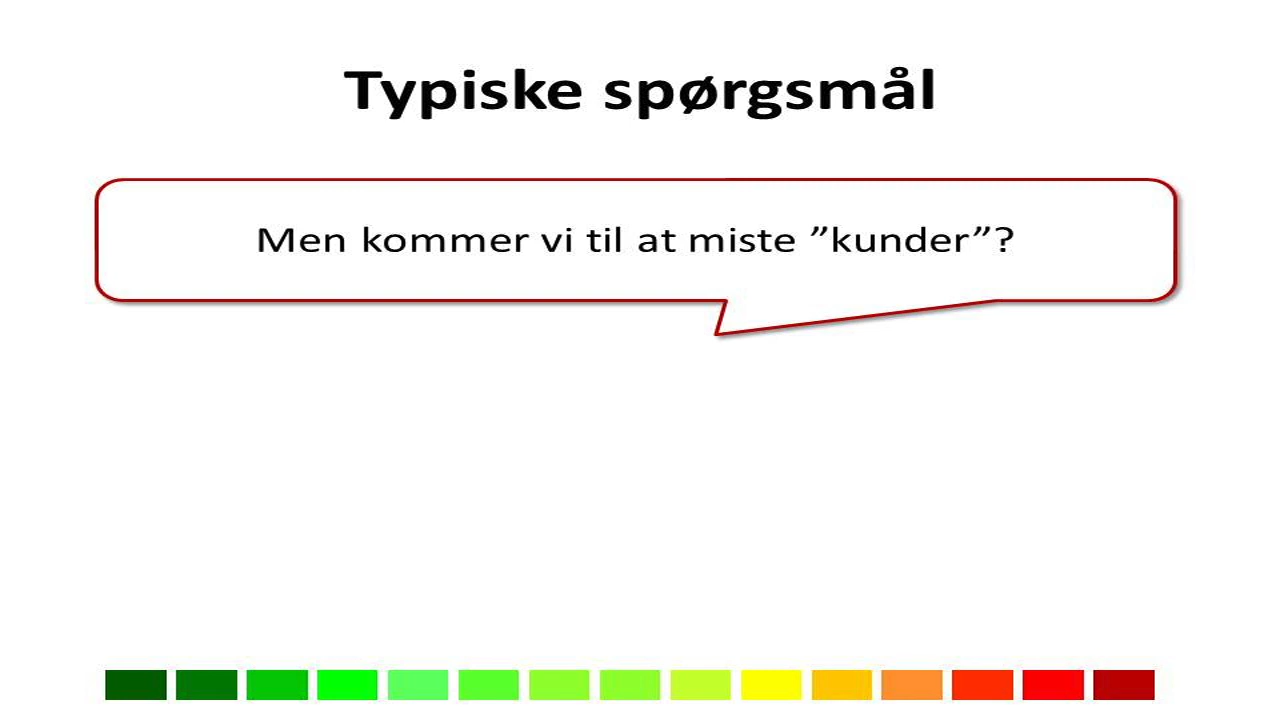 Typiske spørgsmål
Men kommer vi til at miste ”kunder”?